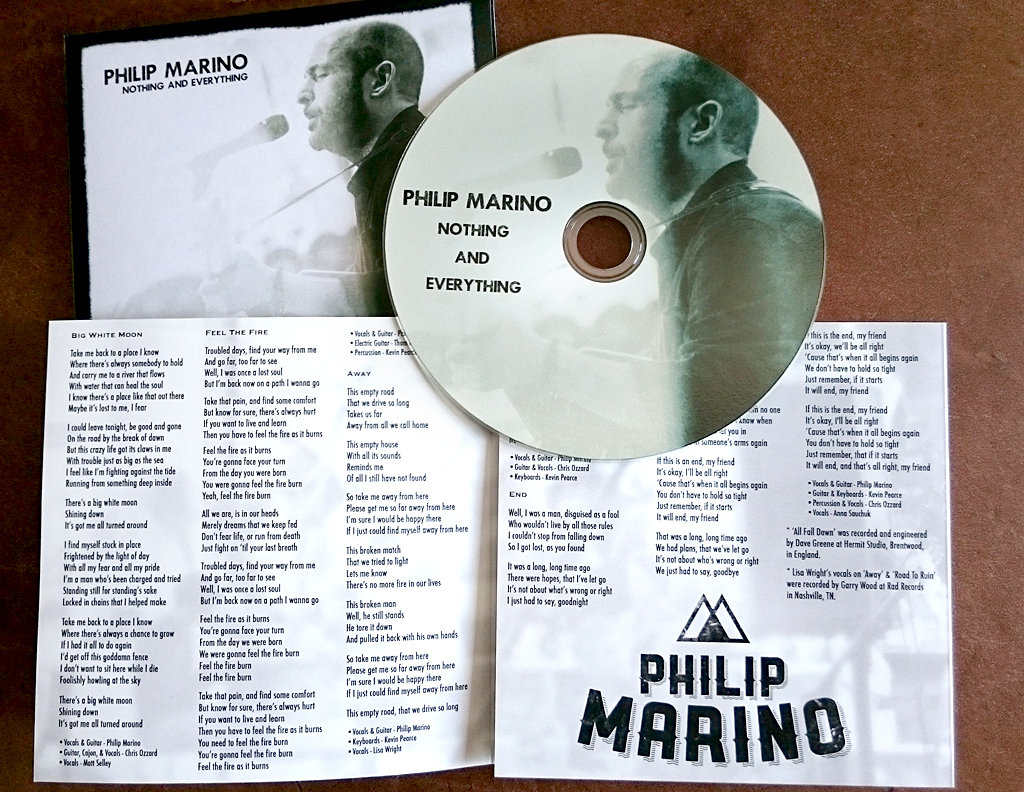 PHILIP MARINO
NOTHING AND EVERYTHING
PHILIP MARINO
NOTHING
AND
EVERYTHING
BIG WHITE MOON
Take me back to a place I know
Where there's always somebody to hold
And carry me to a river that flows
With water that can heal the soul
I know there's a place like that out there
Maybe it's lost to me, I fear
I could leave tonight, be good and gone
On the road by the break of dawn
But this crazy life got its claws in me
With trouble just as big as the sea
I feel like I'm fighting against the tide
Running from something deep inside
There's a big white moon
Shining down
It's got me all turned around
I find myself stuck in place
Frightened by the light of day
With all my fear and all my pride
I'm a man who's been charged and tried
Standing still for standing's sake
Locked in chains that I helped make
Take me back to a place I know
Where there's always a chance to grow
If I had it all to do again
I'd get off this goddamn fence
I don't want to sit here while I die
Foolishly howling at the sky
There's a big white moon
Shining down
It's got me all turned around
• Vocals & Guitar - Philip Marino
• Guitar, Cajon, & Vocals - Chris Ozzard
• Vocals - Matt Selley
FEEL THE FIRE
Troubled days, find your way from me
And go far, too far to see
Well, I was once a lost soul
But I'm back now on a path I wanna go
Take that pain, and find some comfort
But know for sure, there's always hurt
If you want to live and learn
Then you have to feel the fire as it burns
Feel the fire as it burns
You're gonna face your turn
From the day you were born
You were gonna feel the fire burn
Yeah, feel the fire burn
All we are, is in our heads
Merely dreams that we keep fed
Don't fear life, or run from death
Just fight on 'til your last breath
Troubled days, find your way from me
And go far, too far to see
Well, I was once a lost soul
But I'm back now on a path I wanna go
Feel the fire as it burns
You're gonna face your turn
From the day we were born
We were gonna feel the fire burn
Feel the fire burn
Feel the fire burn
Take that pain, and find some comfort
But know for sure, there's always hurt
If you want to live and learn
Then you have to feel the fire as it burns
You need to feel the fire burn
You're gonna feel the fire burn
Feel the fire as it burns
• Vocals & Guitar -
• Electric Guitar -
• Percussion - Kevin
AWAY
This empty road
That we drive so long
Takes us far
Away from all we call home
This empty house
With all its sounds
Reminds me
Of all I still have not found
So take me away from here
Please get me so far away from here
I'm sure I would be happy there
If I just could find myself away from here
This broken match
That we tried to light
Lets me know
There's no more fire in our lives
This broken man
Well, he still stands
He tore it down
And pulled it back with his own hands
So take me away from here
Please get me so far away from here
I'm sure I would be happy there
If I just could find myself away from here
This empty road, that we drive so long
• Vocals & Guitar - Philip Marino
• Keyboards - Kevin Pearce
• Vocals - Lisa Wright
• Vocals & Guitar - Philip Marino
• Guitar & Vocals - Chris Ozzard
• Keyboards - Kevin Pearce
END
Well, I was a man, disguised as a fool
Who wouldn't live by all those rules
I couldn't stop from falling down
So I got lost, as you found
It was a long, long time ago
There were hopes, that I've let go
It's not about what's wrong or right
I just had to say, goodnight
in no one
know when
you in
someone's arms again
If this is an end, my friend
It's okay, I'll be all right
'Cause that's when it all begins again
You don't have to hold so tight
Just remember, if it starts
It will end, my friend
That was a long, long time ago
We had plans, that we've let go
It's not about who's wrong or right
We just had to say, goodbye
this is the end, my friend
It's okay, we'll be all right
'Cause that's when it all begins again
We don't have to hold so tight
Just remember, if it starts
It will end, my friend
If this is the end, my friend
It's okay, I'll be all right
'Cause that's when it all begins again
You don't have to hold so tight
Just remember, that if it starts
It will end, and that's all right, my friend
• Vocals & Guitar - Philip Marino
• Guitar & Keyboards - Kevin Pearce
• Percussion & Vocals - Chris Ozzard
• Vocals - Anna Sauchuk
* 'All Fall Down' was recorded and engineered
by Dave Greene at Hermit Studio, Brentwood,
in England.
* Lisa Wright's vocals on 'Away' & 'Road To Ruin'
were recorded by Garry Wood at Rad Records
in Nashville, TN.
PHILIP
MARINO